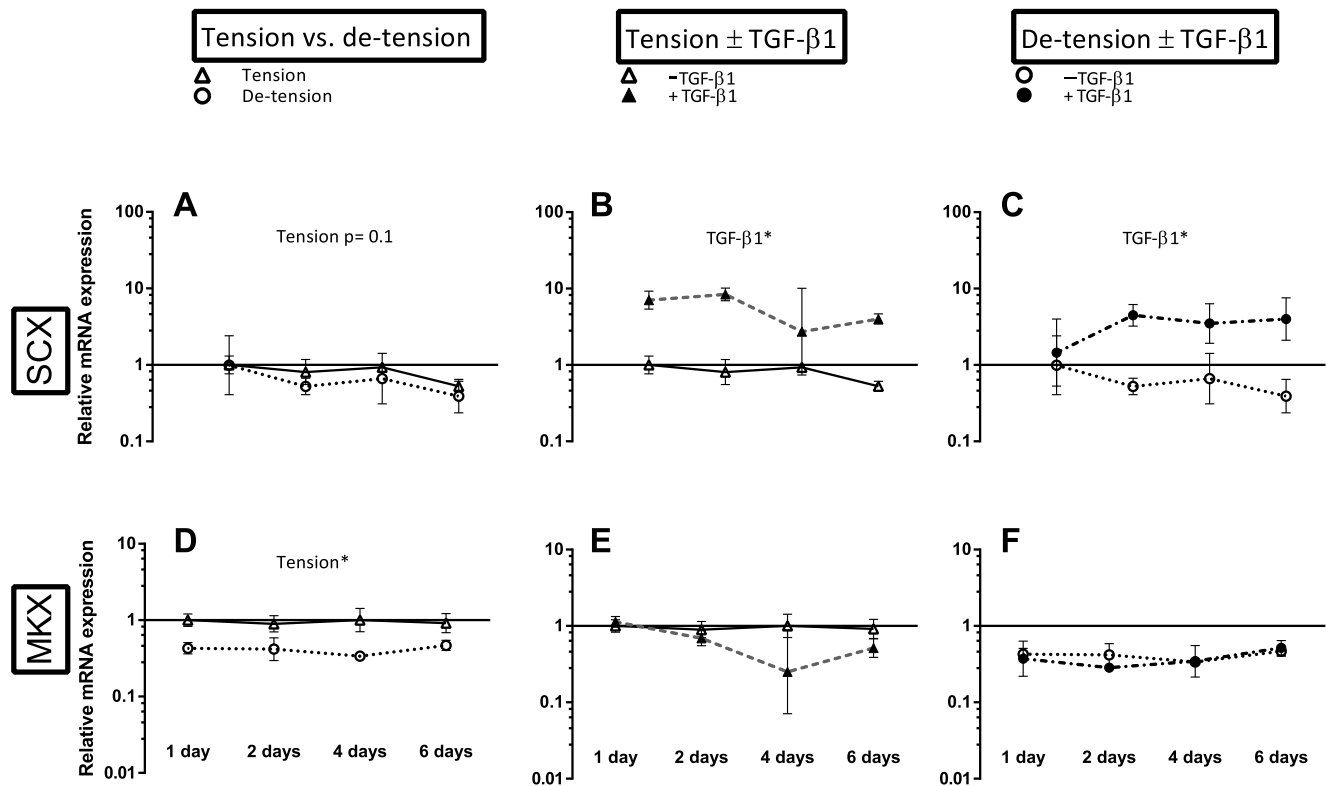 Tension vs. de-tension
Tension
De-tension
Tension ± TGF-β1
-TGF-β1
+ TGF-β1
De-tension ± TGF-β1
–TGF-β1
+ TGF-β1
SCX
Relative mRNA expression
A
Tension p= 0.1
100
10
1
0.1
B
TGF-β1*
100
10
1
0.1
C
TGF-β1*
100
10
1
0.1
MKX
Relative mRNA expression
D
Tension*
10
1
0.1
0.01
1 day 2 days 4 days 6 days
E
10
1
0.1
0.01
1 day 2 days 4 days 6 days
F
10
1
0.1
0.01
1 day 2 days 4 days 6 days